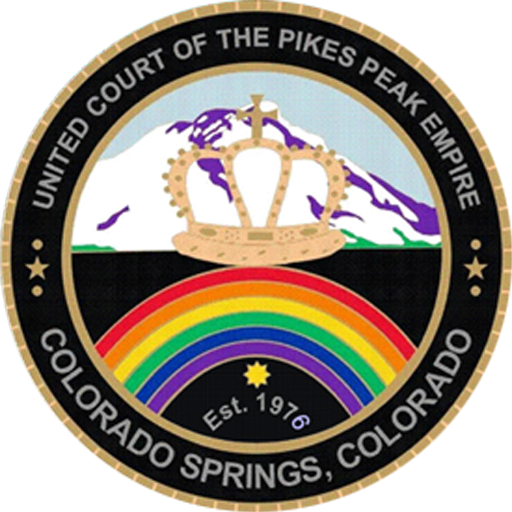 UNITED COURT OF THE PIKES PEAK EMPIRE
Est. 1976
COLORADO SPRINGS, COLORADO